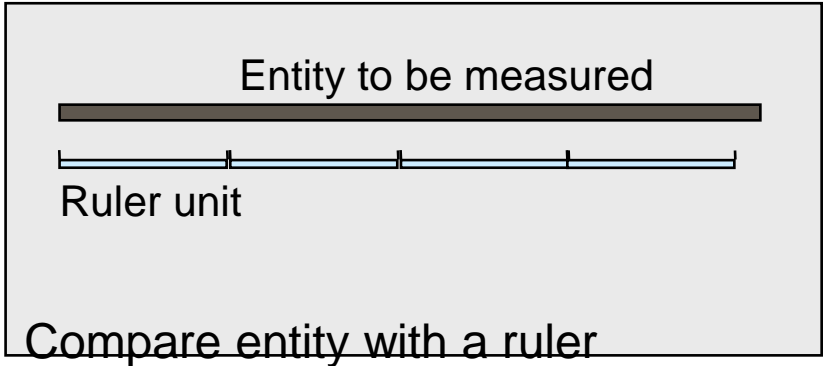 Entity to be measured
Ruler unit
Compare entity with a ruler